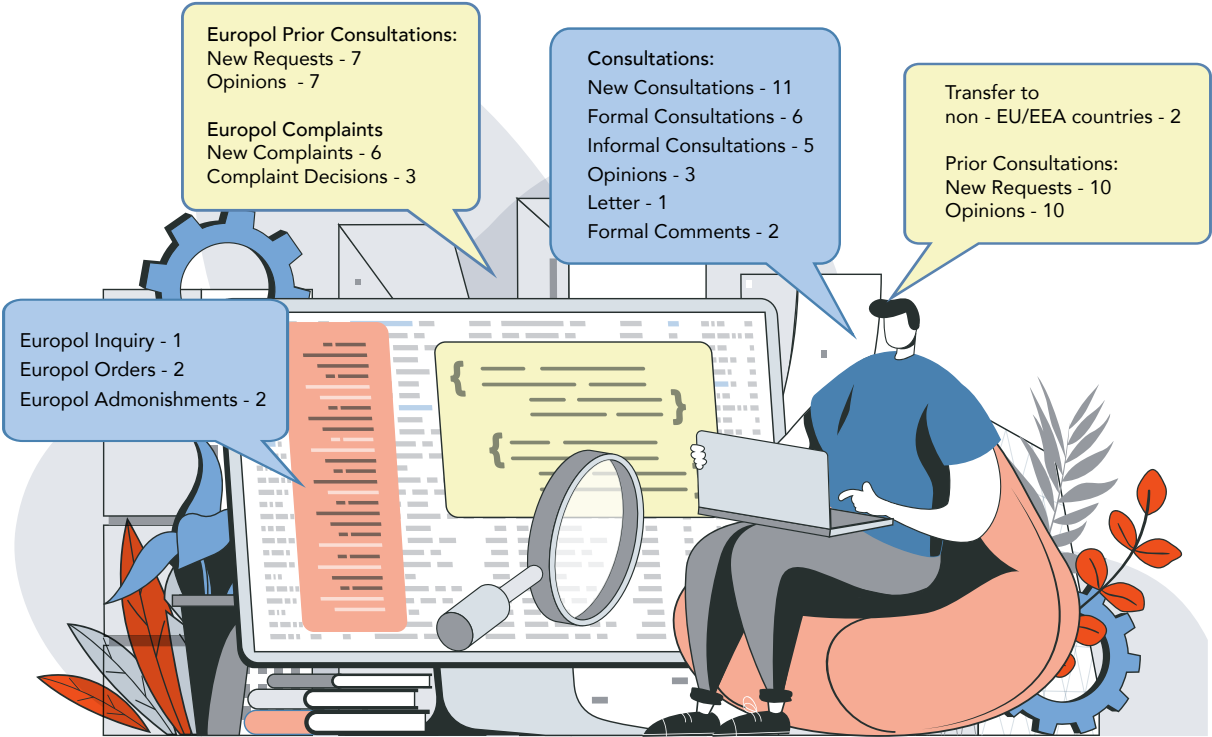 Europol Prior Consultations:
New Requests - 7
Opinions - 7
Europol Complaints
New Complaints - 6
Complaint Decisions - 3
Consultations:
New Consultations - 11
Formal Consultations - 6
Informal Consultations - 5
Opinions - 3
Letter - 1
Formal Comments - 2
Transfer to
non - EU/EEA countries - 2
Prior Consultations:
New Requests - 10
Opinions - 10
Europol Inquiry - 1
Europol Orders - 2
Europol Admonishments - 2